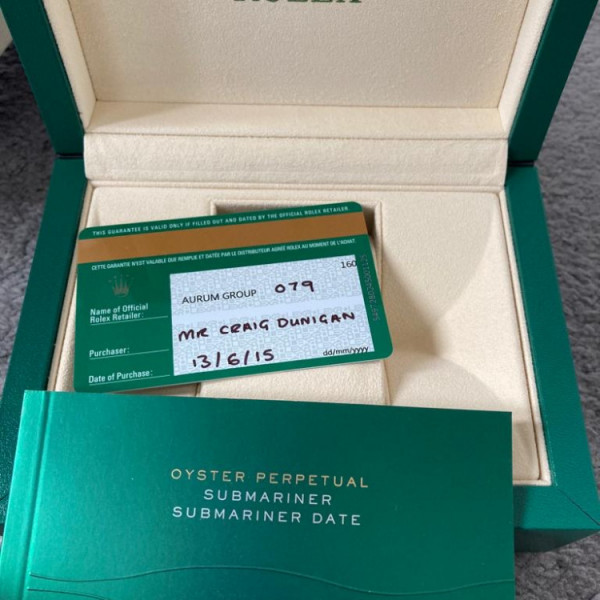 ROLEX
THIS GUARANTEE IS VALID ONLY IF FILLED OUT AND DATED BY THE OFFICIAL ROLEX RETAILER.
CETTE GARANTIE N'EST VALABLE QUE REMPLIE ET DATÉE PAR LE DISTRIBUTEUR AGRÉÉ ROLEX AU MOMENT DE L'ACHAT.
160
Name of Official
Rolex Retailer:
AURUM GROUP 079
Purchaser:
MR CRAIG DUNIGAN
Date of Purchase:
13/6/15
dd/mm/yyyy
OYSTER PERPETUAL
SUBMARINER
SUBMARINER DATE